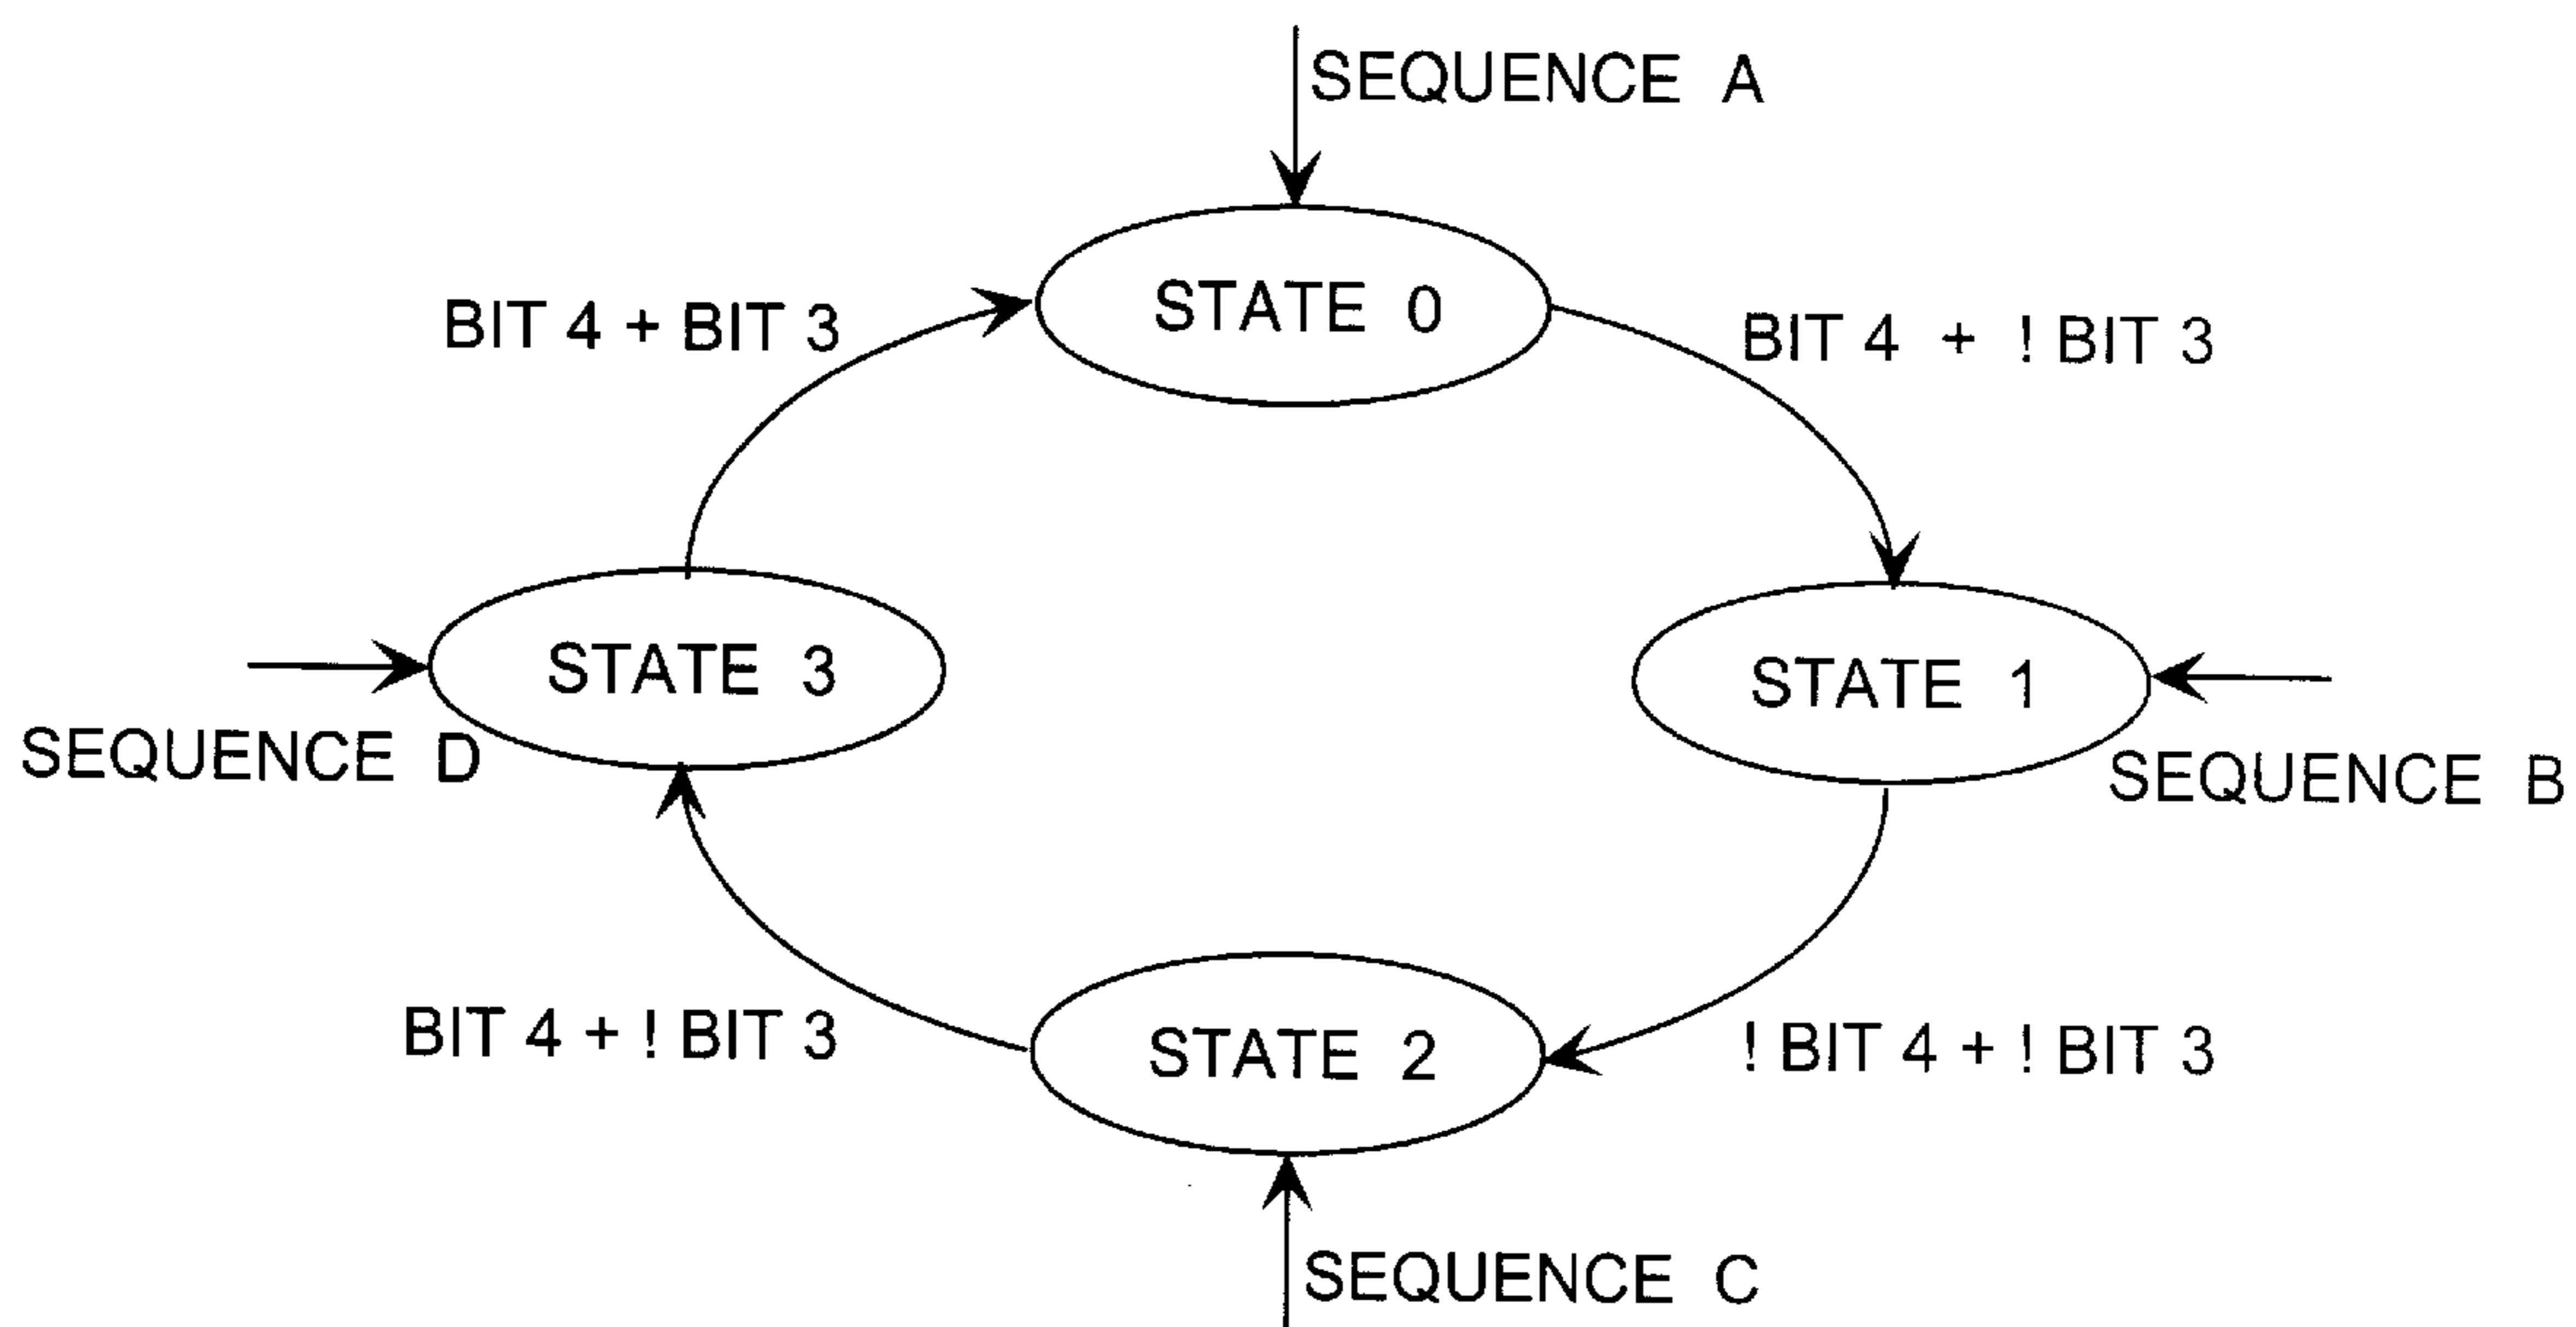 SEQUENCE A
STATE 0
BIT 4 + BIT 3
BIT 4 + ! BIT 3
STATE 3
STATE 1
SEQUENCE D
SEQUENCE B
STATE 2
BIT 4 + ! BIT 3
! BIT 4 + ! BIT 3
SEQUENCE C